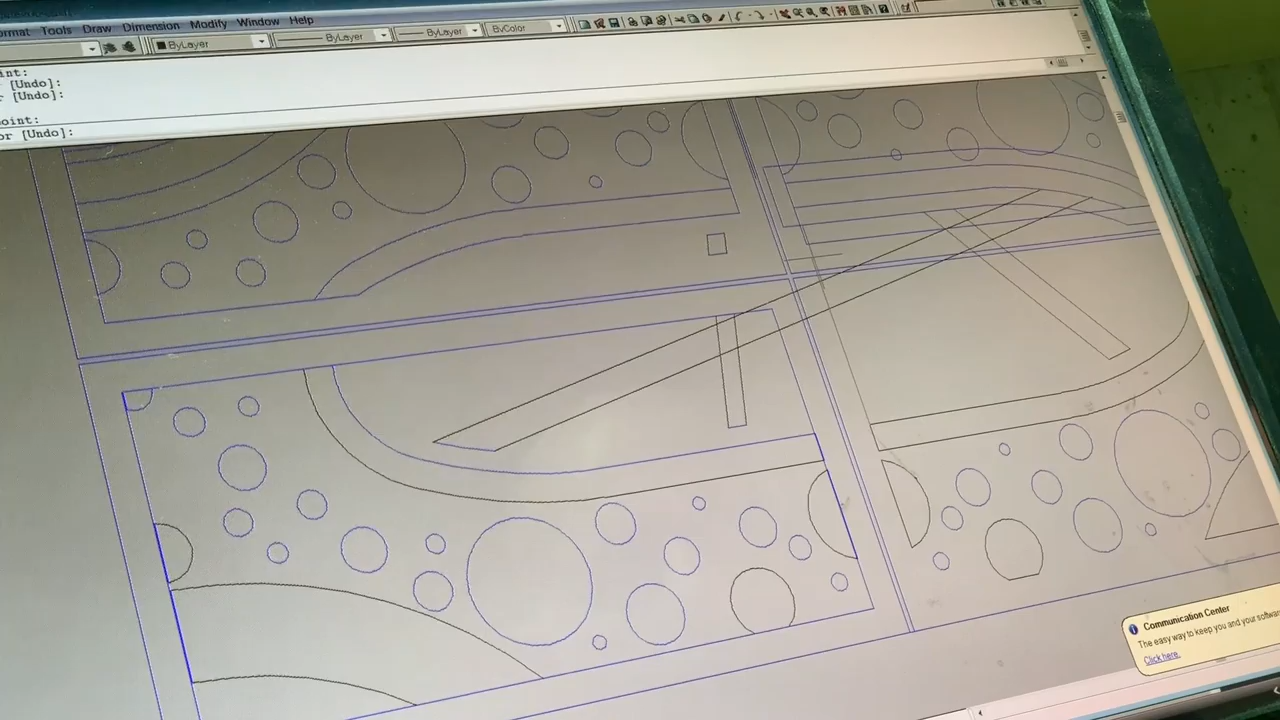 ormat Tools Draw Dimension Modify Window Help
ByLayer ByLayer ByLayer ByColor
int:
r [Undo]:
r [Undo]:
oint:
or [Undo]:
Communication Center
The easy way to keep you and your softwar
Click here.